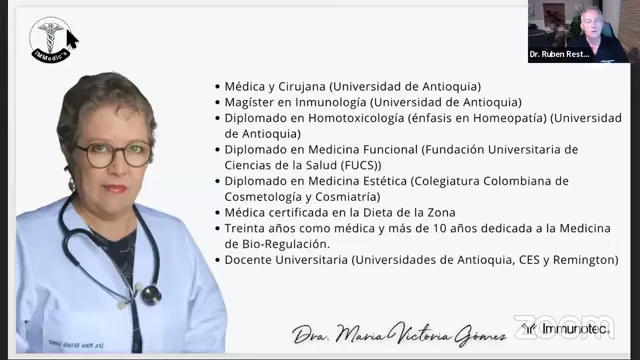 IMMedic's
Dr. Ruben Rest...
• Médica y Cirujana (Universidad de Antioquia)
• Magíster en Inmunología (Universidad de Antioquia)
• Diplomado en Homotoxicología (énfasis en Homeopatía) (Universidad
de Antioquia)
• Diplomado en Medicina Funcional (Fundación Universitaria de
Ciencias de la Salud (FUCS))
• Diplomado en Medicina Estética (Colegiatura Colombiana de
Cosmetología y Cosmiatría)
• Médica certificada en la Dieta de la Zona
• Treinta años como médica y más de 10 años dedicada a la Medicina
de Bio-Regulación.
• Docente Universitaria (Universidades de Antioquia, CES y Remington)
Dra. Maria Victoria Gómez
Immunotec
zoom